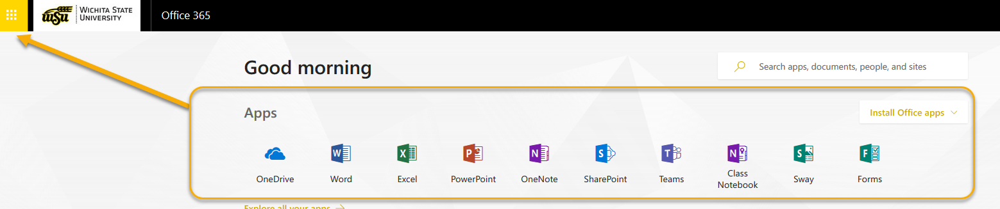 WICHITA STATE
UNIVERSITY
wsu
Office 365
Good morning
Search apps, documents, people, and sites
Apps
Install Office apps
OneDrive
Word
Excel
PowerPoint
OneNote
SharePoint
Teams
Class
Notebook
Sway
Forms
Explore all your apps